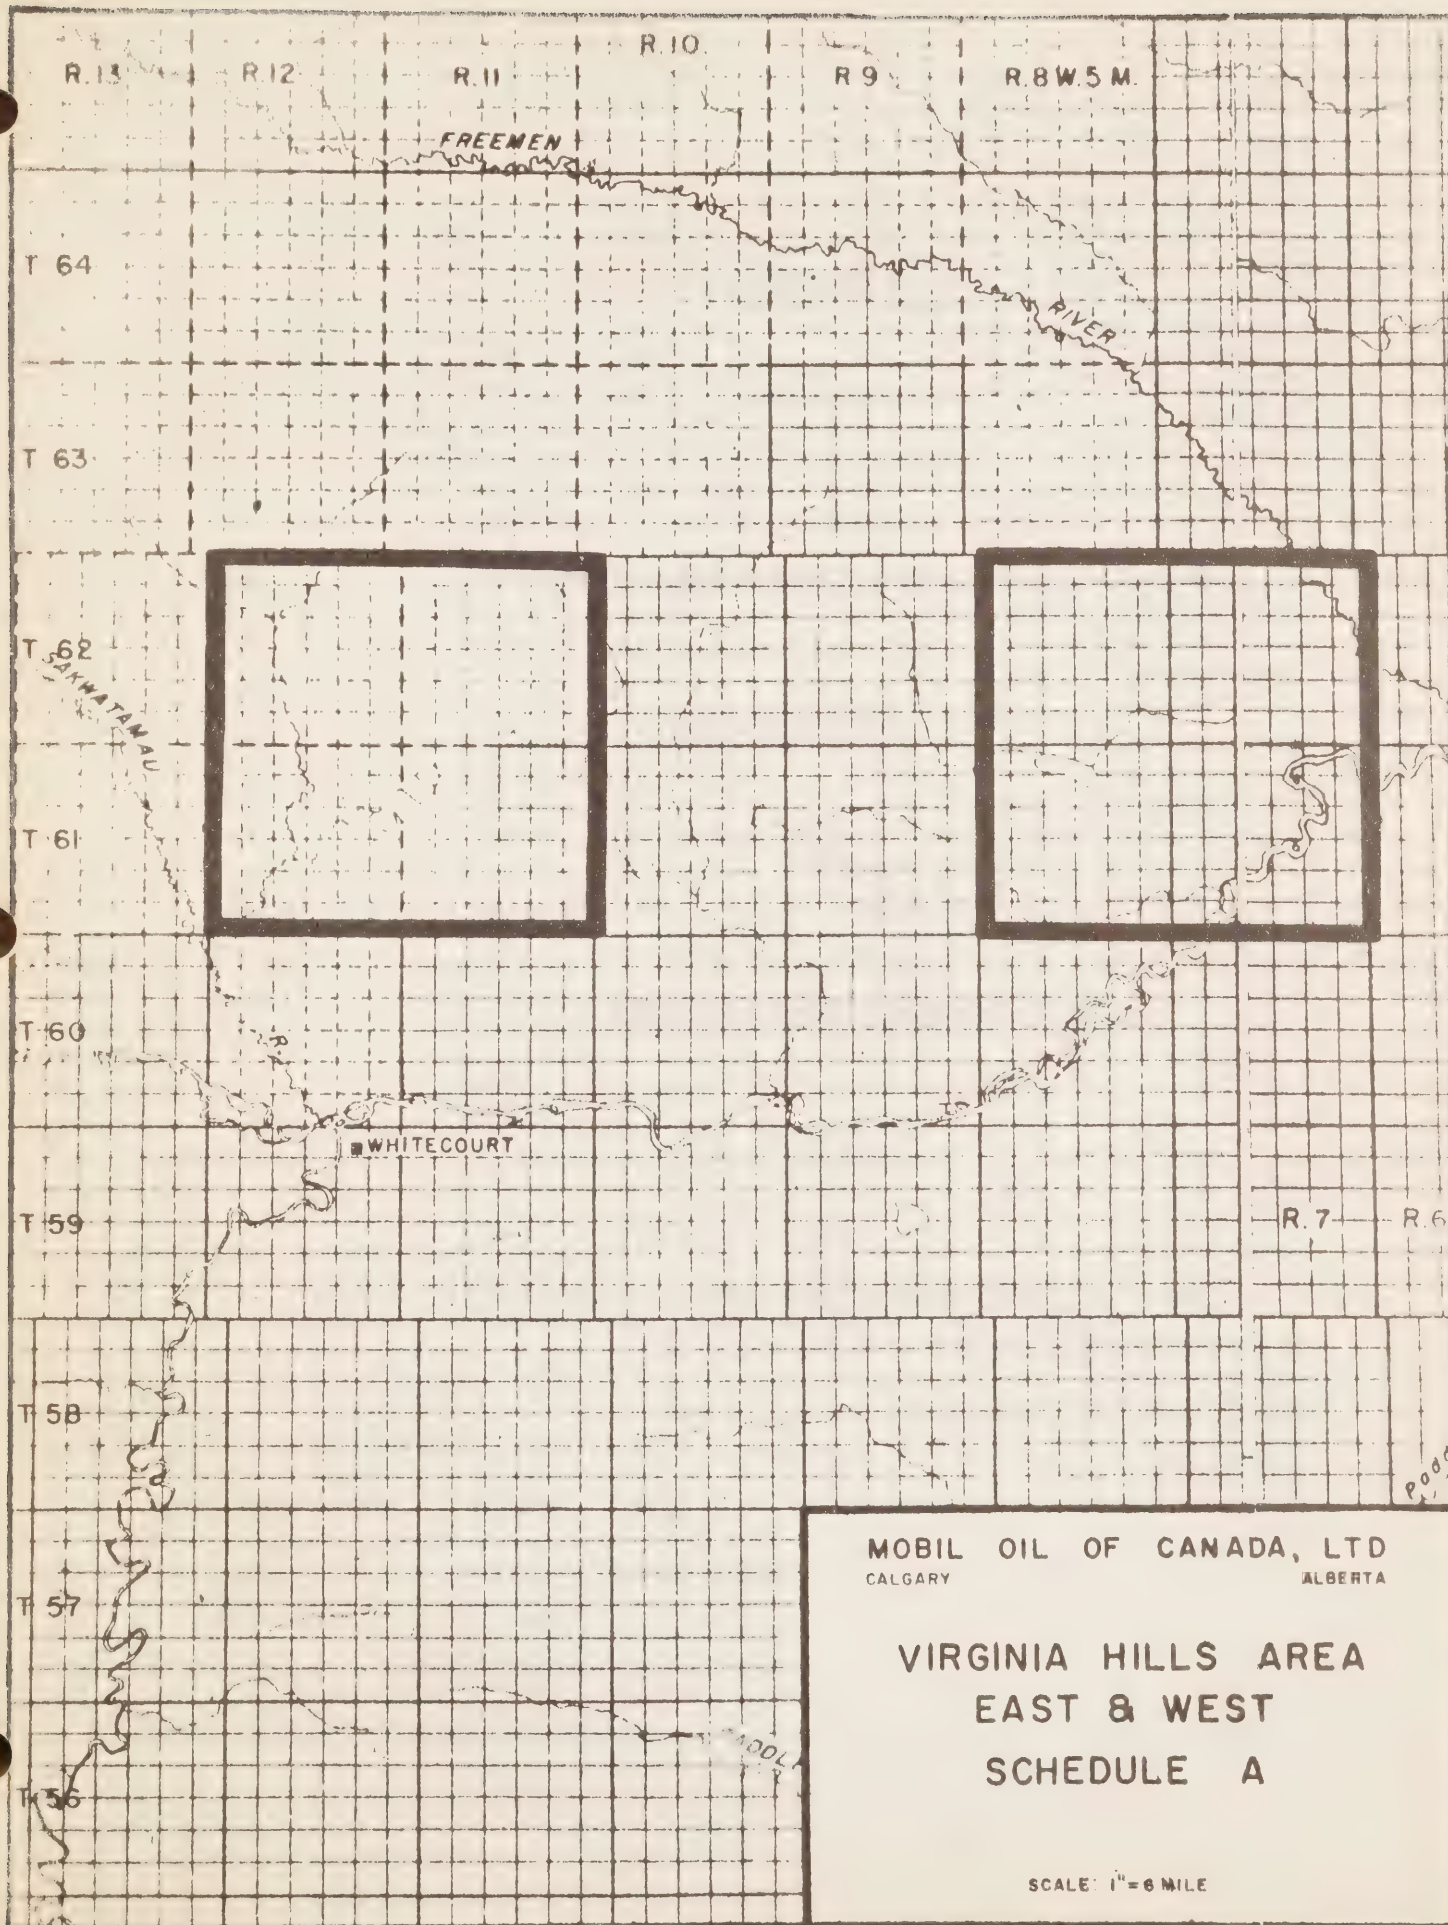 R.10.
R.13
R.12
R.11
R 9
R.8 W.5 M.
FREEMEN
T 64
RIVER
T 63
T 62
SAKWATAMAU
T 61
T 60
R.
WHITECOURT
T 59
R.7
R.6
T 58
T 57
T 56
MOBIL OIL OF CANADA, LTD
CALGARY ALBERTA
VIRGINIA HILLS AREA
EAST & WEST
SCHEDULE A
SCALE: 1"=6 MILE